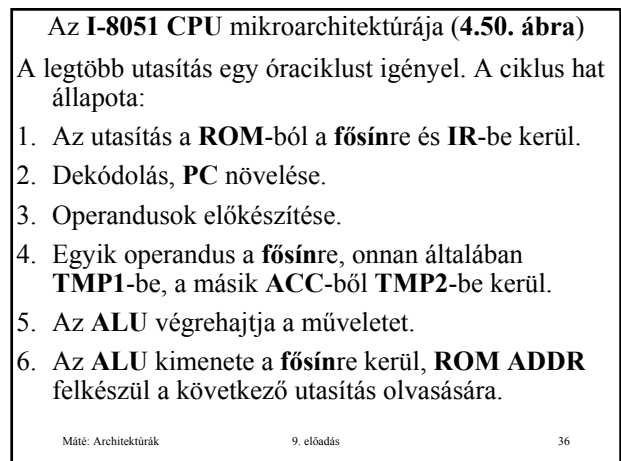 Az I-8051 CPU mikroarchitektúrája (4.50. ábra)
A legtöbb utasítás egy óraciklust igényel. A ciklus hat
állapota:
1. Az utasítás a ROM-ból a fősínre és IR-be kerül.
2. Dekódolás, PC növelése.
3. Operandusok előkészítése.
4. Egyik operandus a fősínre, onnan általában
TMP1-be, a másik ACC-ből TMP2-be kerül.
5. Az ALU végrehajtja a műveletet.
6. Az ALU kimenete a fősínre kerül, ROM ADDR
felkészül a következő utasítás olvasására.
Máté: Architektúrák 9. előadás 36